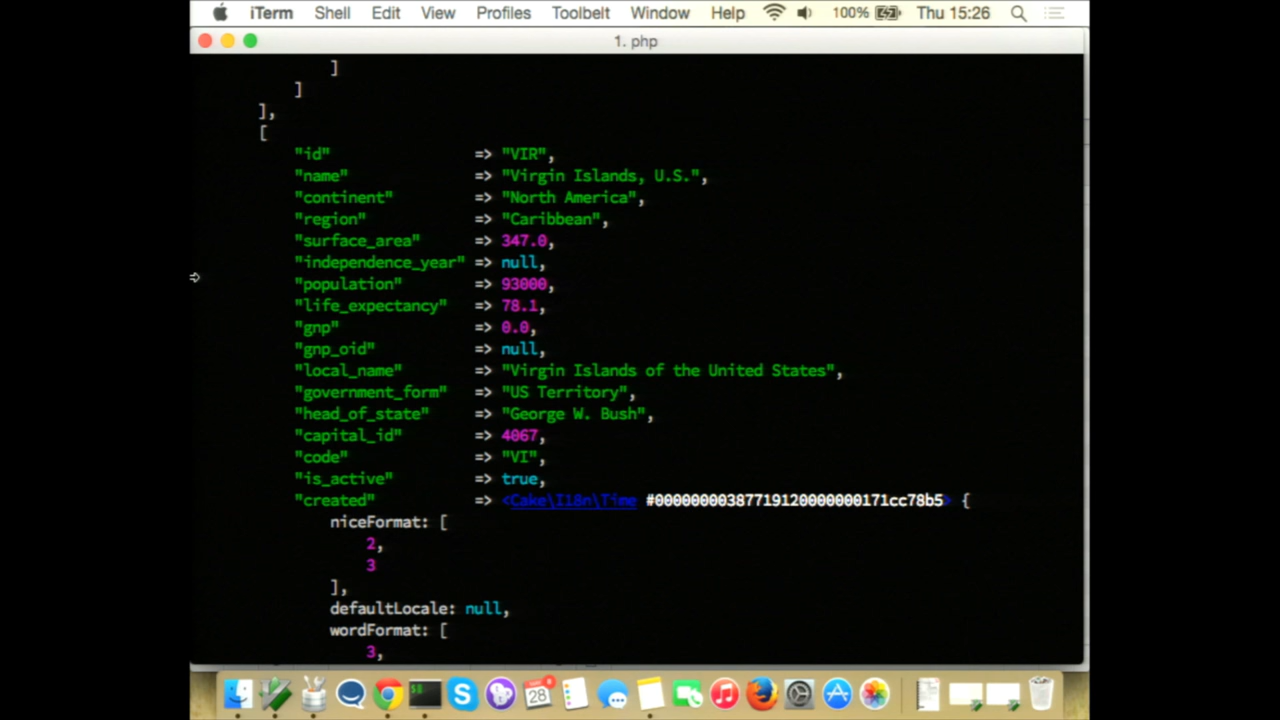 iTerm Shell Edit View Profiles Toolbelt Window Help 100% Thu 15:26
1. php
]
]
],
[
"id" => "VIR",
"name" => "Virgin Islands, U.S.",
"continent" => "North America",
"region" => "Caribbean",
"surface_area" => 347.0,
"independence_year" => null,
"population" => 93000,
"life_expectancy" => 78.1,
"gnp" => 0.0,
"gnp_oid" => null,
"local_name" => "Virgin Islands of the United States",
"government_form" => "US Territory",
"head_of_state" => "George W. Bush",
"capital_id" => 4067,
"code" => "VI",
"is_active" => true,
"created" => <Cake\I18n\Time #00000000387719120000000171cc78b5> {
niceFormat: [
2,
3
],
defaultLocale: null,
wordFormat: [
3,
28